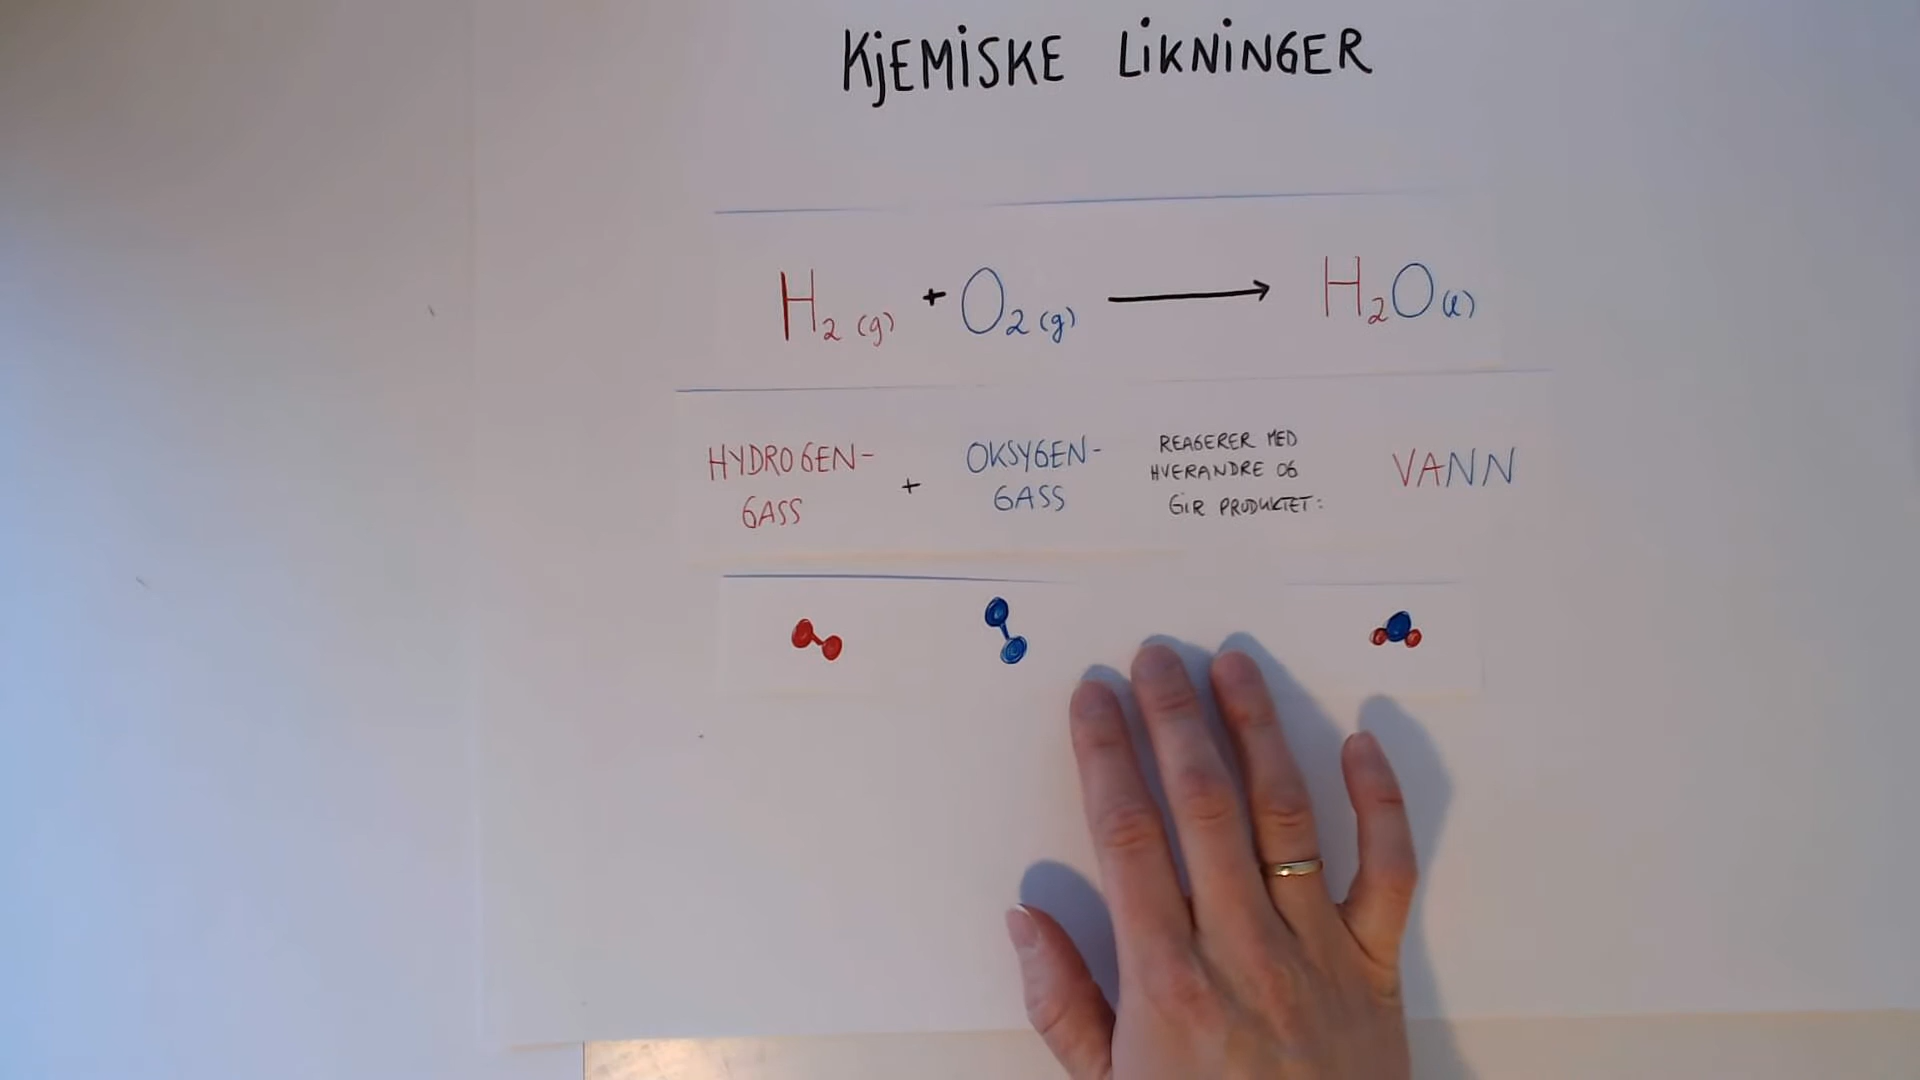 KjEMiSKE LiKNiNGER
H₂ (g) + O₂ (g) → H₂O (l)
HYDROGEN- + OKSYGEN- REAGERER MED VANN
GASS GASS HVERANDRE OG
GiR PRODUKTET: